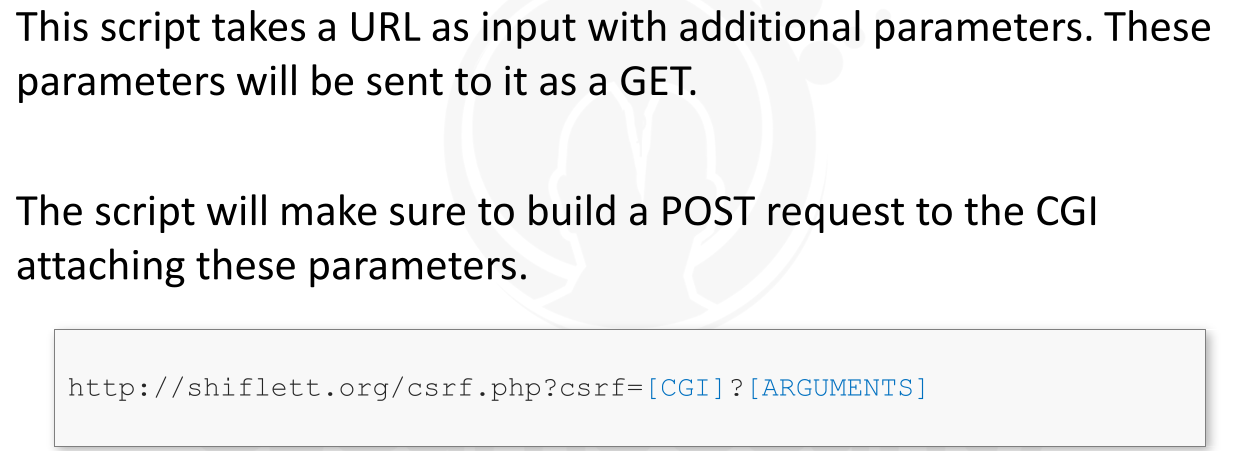 This script takes a URL as input with additional parameters. These
parameters will be sent to it as a GET.
The script will make sure to build a POST request to the CGI
attaching these parameters.
http://shiflett.org/csrf.php?csrf=[CGI]?[ARGUMENTS]